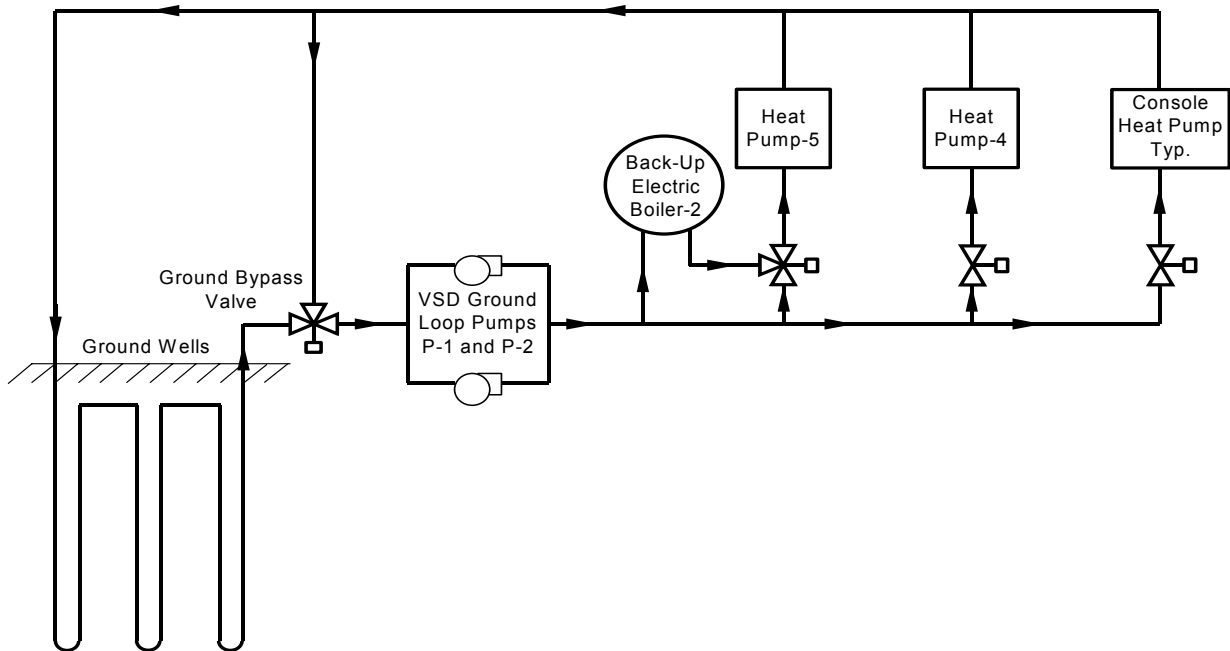 Heat
Pump-5
Heat
Pump-4
Console
Heat Pump
Typ.
Back-Up
Electric
Boiler-2
Ground Bypass
Valve
VSD Ground
Loop Pumps
P-1 and P-2
Ground Wells